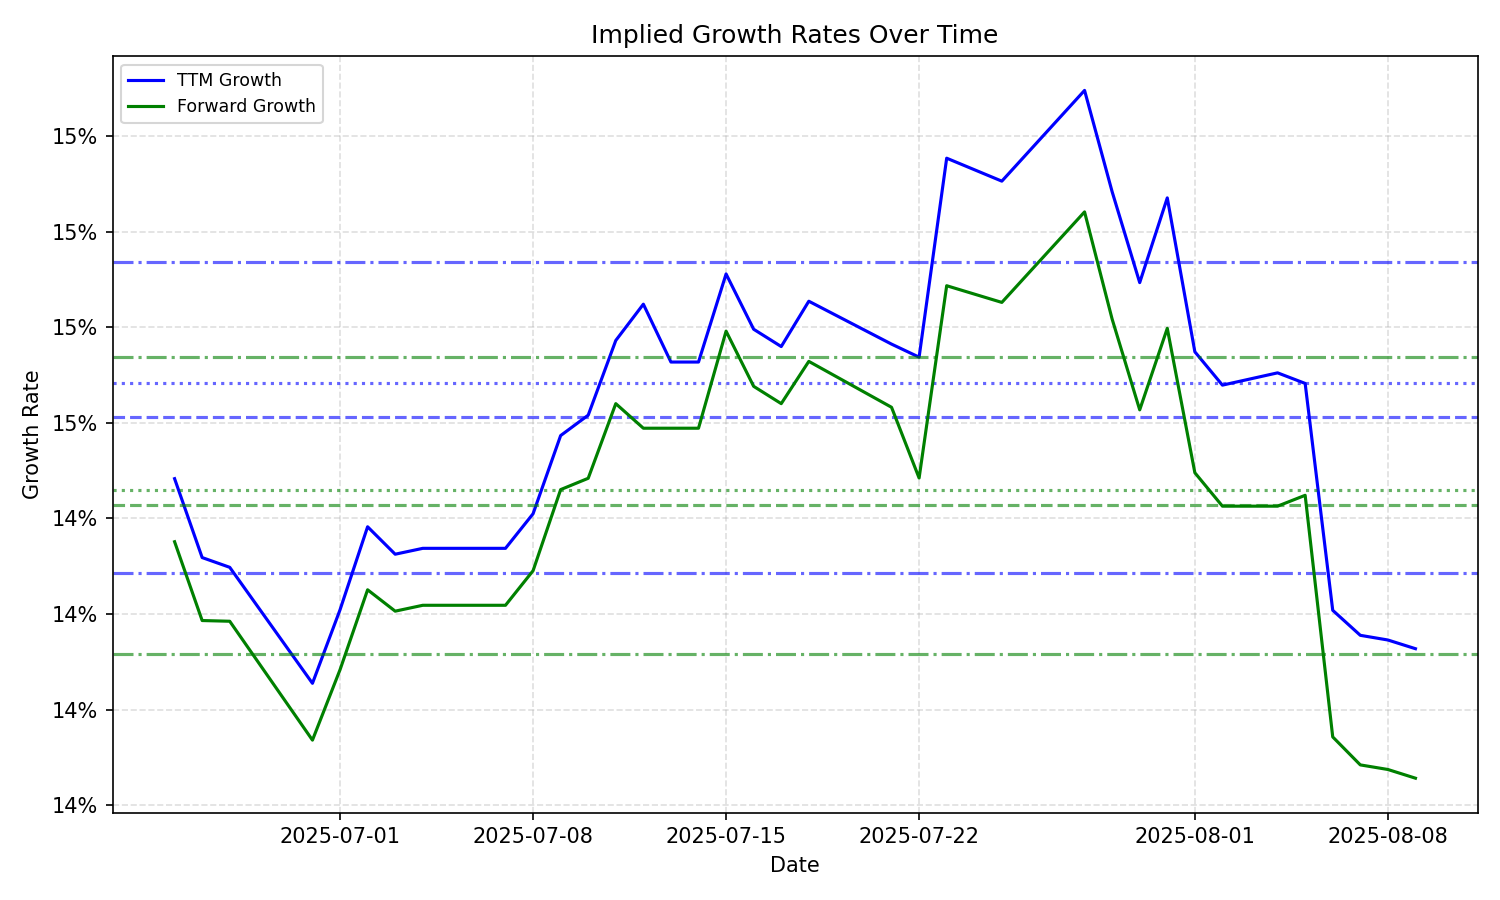 Implied Growth Rates Over Time
TTM Growth
Forward Growth
15%
15%
15%
15%
14%
14%
14%
14%
Growth Rate
2025-07-01
2025-07-08
2025-07-15
2025-07-22
2025-08-01
2025-08-08
Date